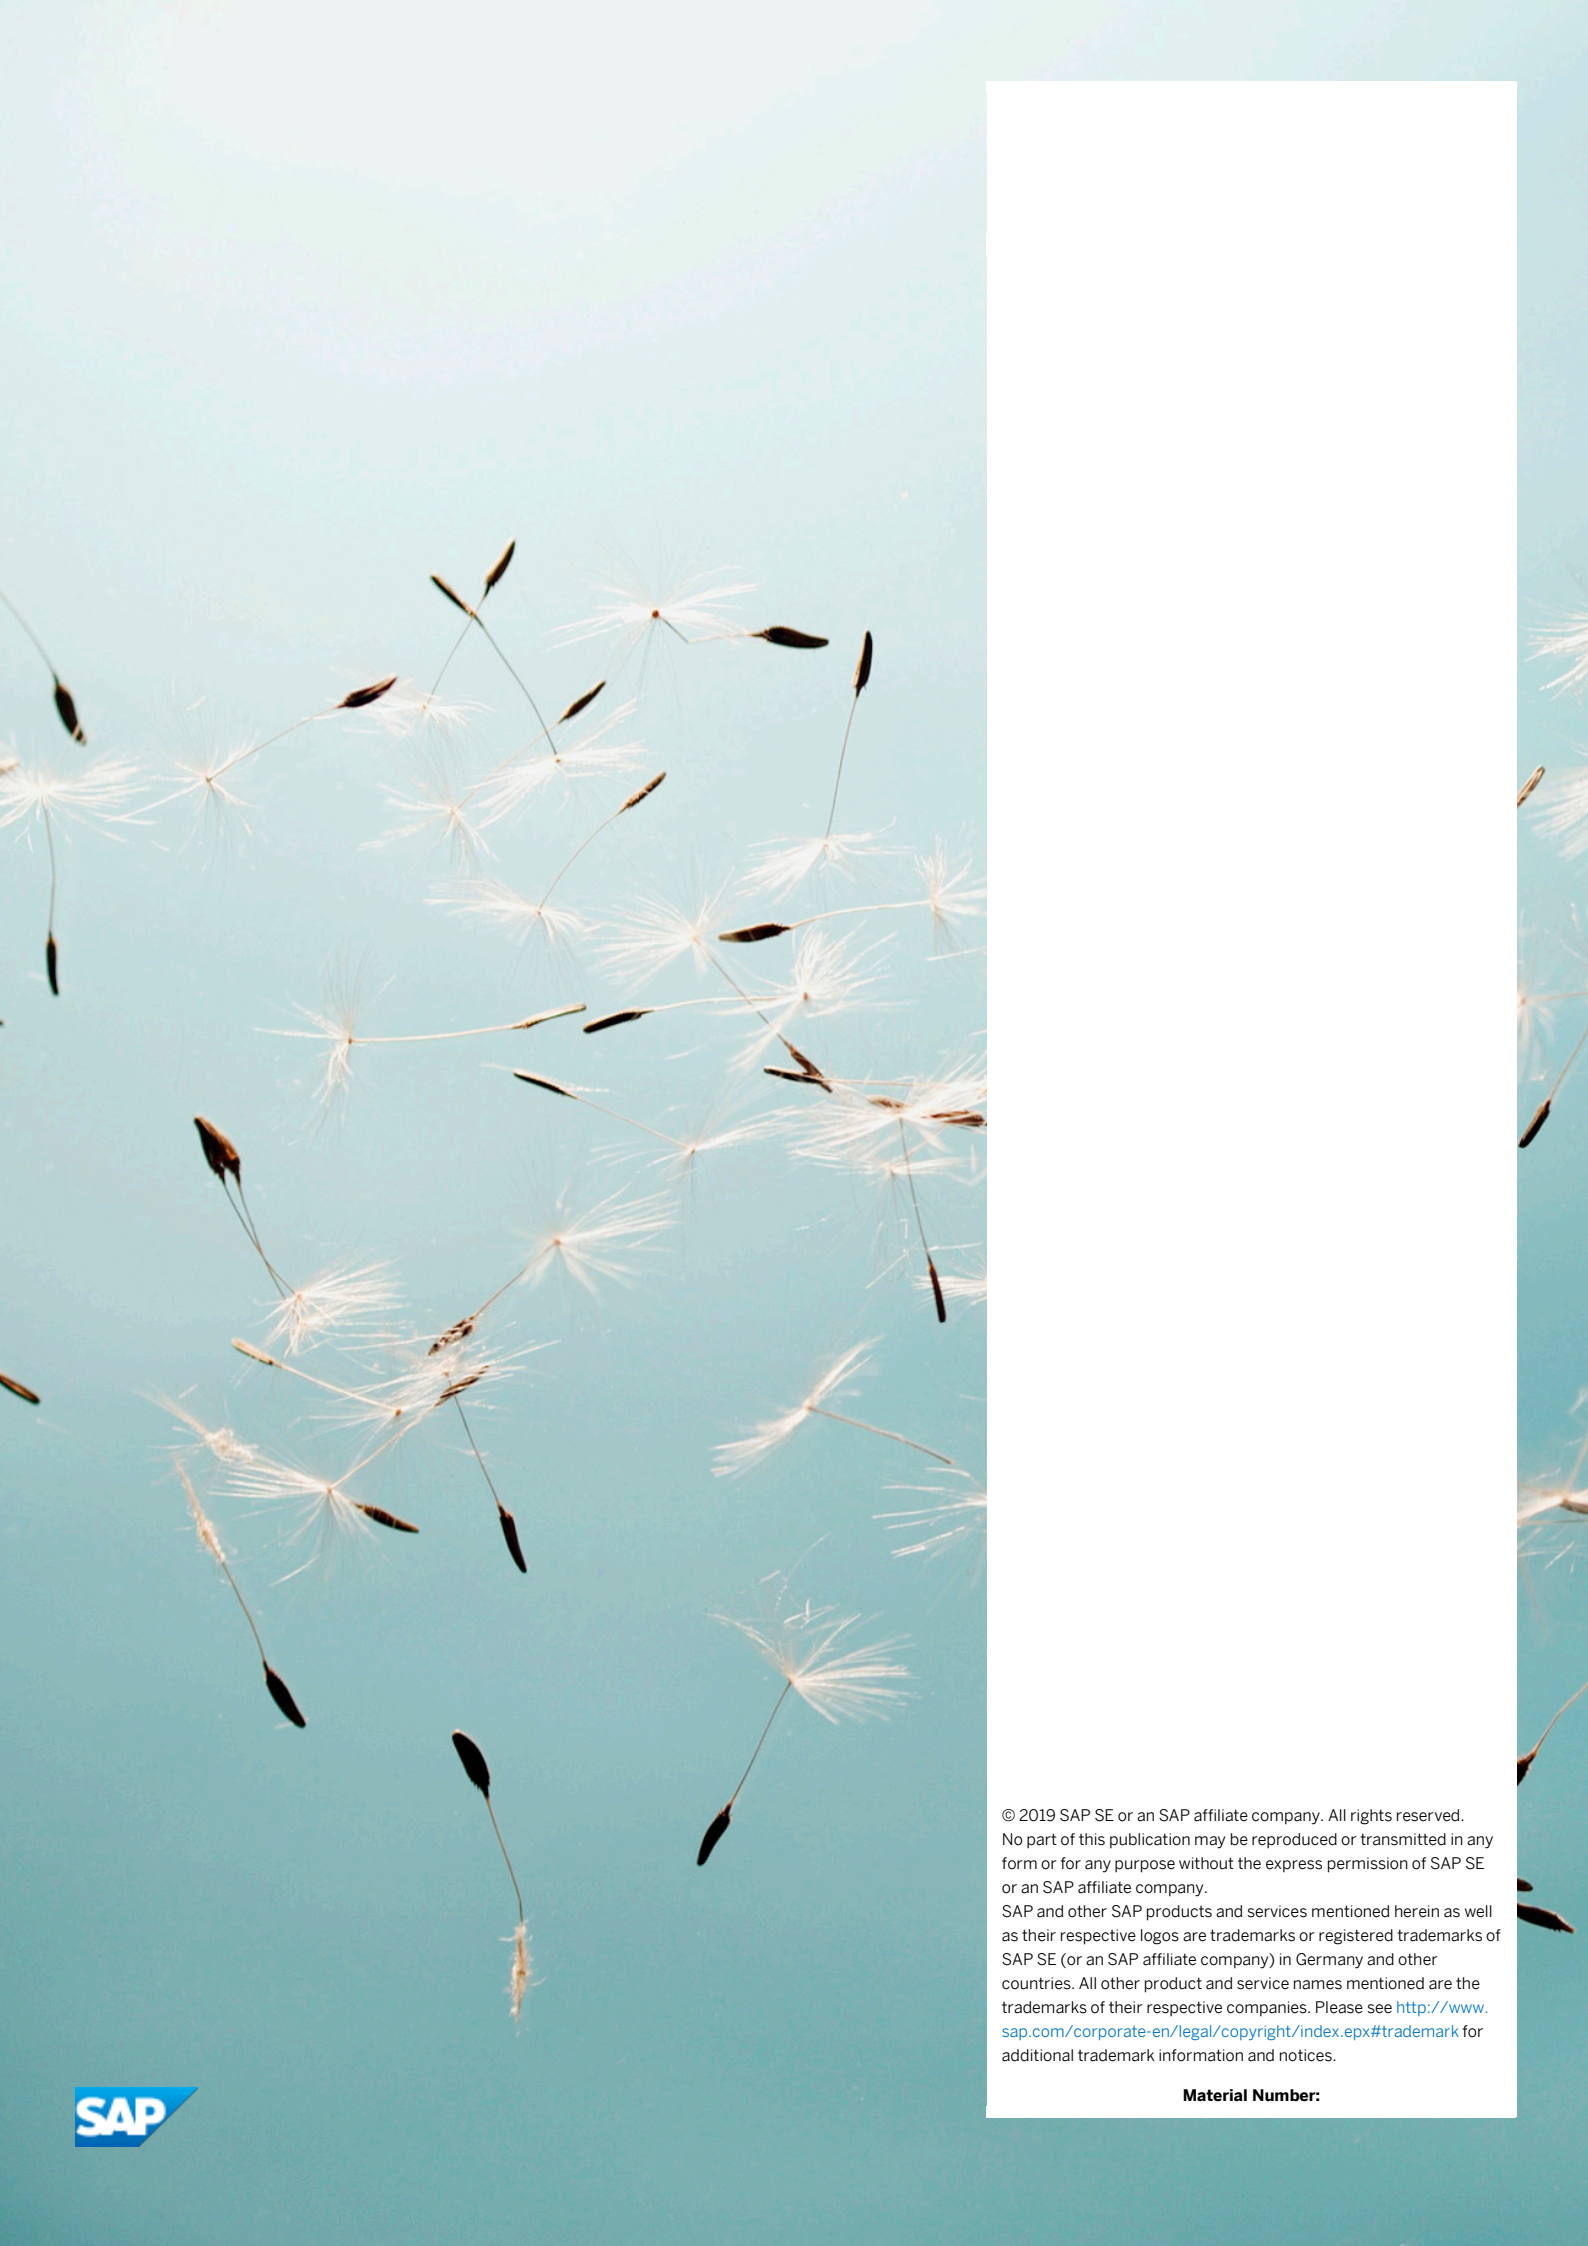 © 2019 SAP SE or an SAP affiliate company. All rights reserved.
No part of this publication may be reproduced or transmitted in any
form or for any purpose without the express permission of SAP SE
or an SAP affiliate company.
SAP and other SAP products and services mentioned herein as well
as their respective logos are trademarks or registered trademarks of
SAP SE (or an SAP affiliate company) in Germany and other
countries. All other product and service names mentioned are the
trademarks of their respective companies. Please see http://www.
sap.com/corporate-en/legal/copyright/index.epx#trademark for
additional trademark information and notices.
Material Number:
SAP